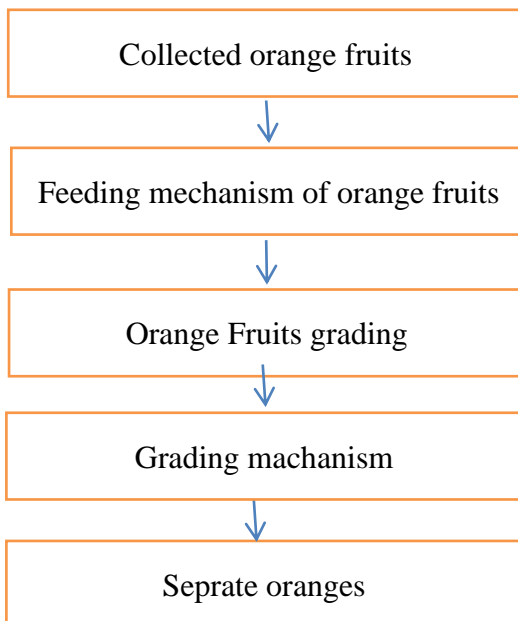 Collected orange fruits
Feeding mechanism of orange fruits
Orange Fruits grading
Grading machanism
Seprate oranges